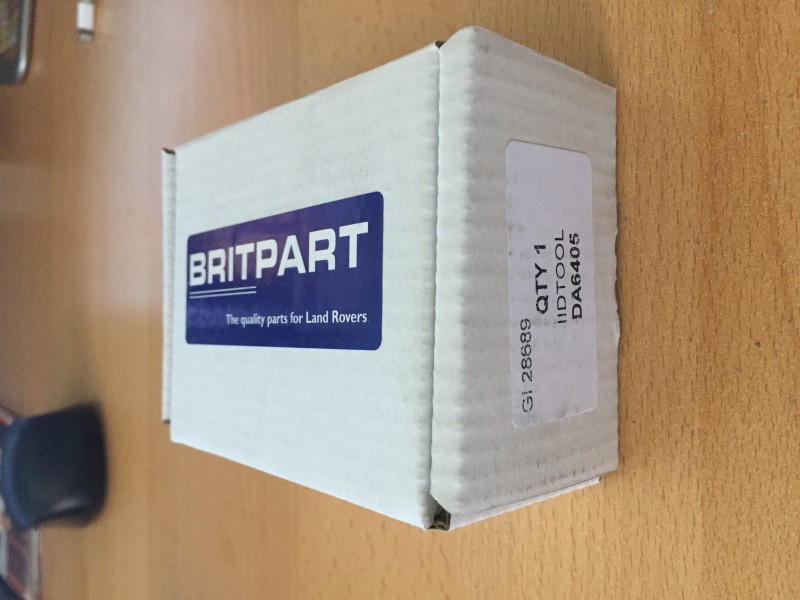 BRITPART
The quality parts for Land Rovers
GI 28689
QTY 1
IIDTOOL
DA6405